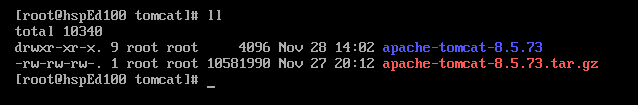 [root@hspEd100 tomcat]# ll
total 10340
drwxr-xr-x. 9 root root     4096 Nov 28 14:02 apache-tomcat-8.5.73
-rw-rw-rw-. 1 root root 10581990 Nov 27 20:12 apache-tomcat-8.5.73.tar.gz
[root@hspEd100 tomcat]# _